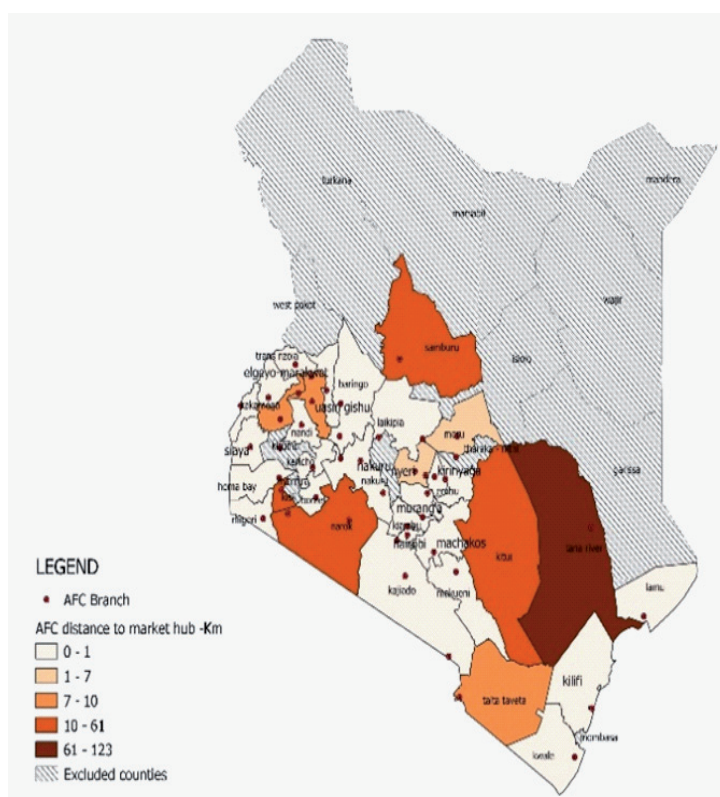 turkana
mandera
marsabit
wajir
west pokot
samburu
isiolo
trans nzoia
elgeyo-marakwet
baringo
kakamega
uasin gishu
laikipia
nandi
meru
siaya
tharaka - nithi
kericho
nyeri
garissa
nakuru
kirinyaga
nakuru
homa bay
embu
murang'a
migori
narok
kiambu
nairobi
machakos
kitui
tana river
kajiado
makueni
lamu
kilifi
taita taveta
mombasa
kwale
LEGEND
AFC Branch
AFC distance to market hub -Km
0 - 1
1 - 7
7 - 10
10 - 61
61 - 123
Excluded counties